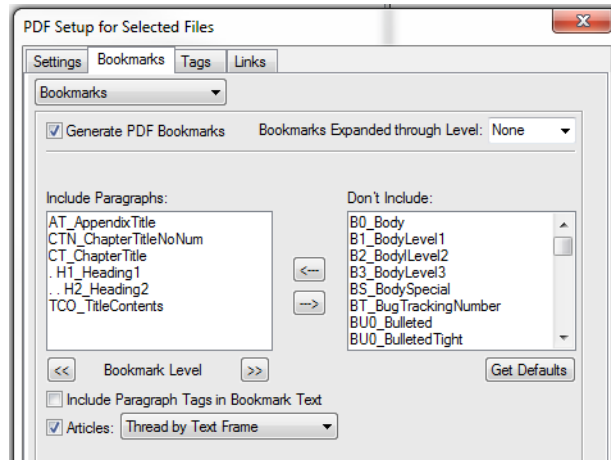 PDF Setup for Selected Files
Settings Bookmarks Tags Links
Bookmarks
Generate PDF Bookmarks Bookmarks Expanded through Level: None
Include Paragraphs: Don't Include:
AT_AppendixTitle B0_Body
CTN_ChapterTitleNoNum B1_BodyLevel1
CT_ChapterTitle B2_BodylLevel2
. H1_Heading1 B3_BodyLevel3
. . H2_Heading2 BS_BodySpecial
TCO_TitleContents BT_BugTrackingNumber
BU0_Bulleted
BU0_BulletedTight
<--
-->
<< Bookmark Level >> Get Defaults
Include Paragraph Tags in Bookmark Text
Articles: Thread by Text Frame